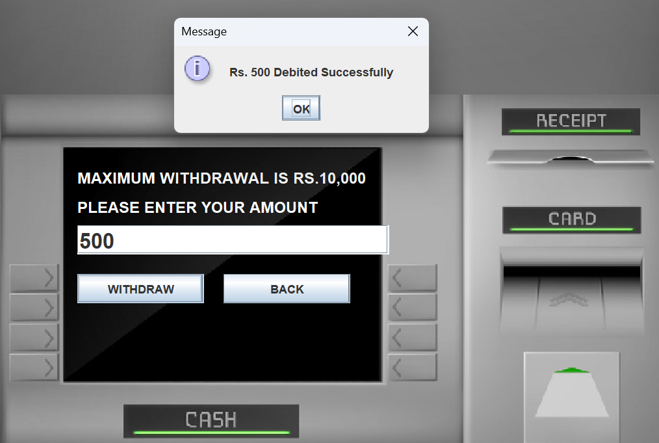 Message
Rs. 500 Debited Successfully
OK
RECEIPT
MAXIMUM WITHDRAWAL IS RS.10,000
PLEASE ENTER YOUR AMOUNT
500
CARD
WITHDRAW
BACK
CASH